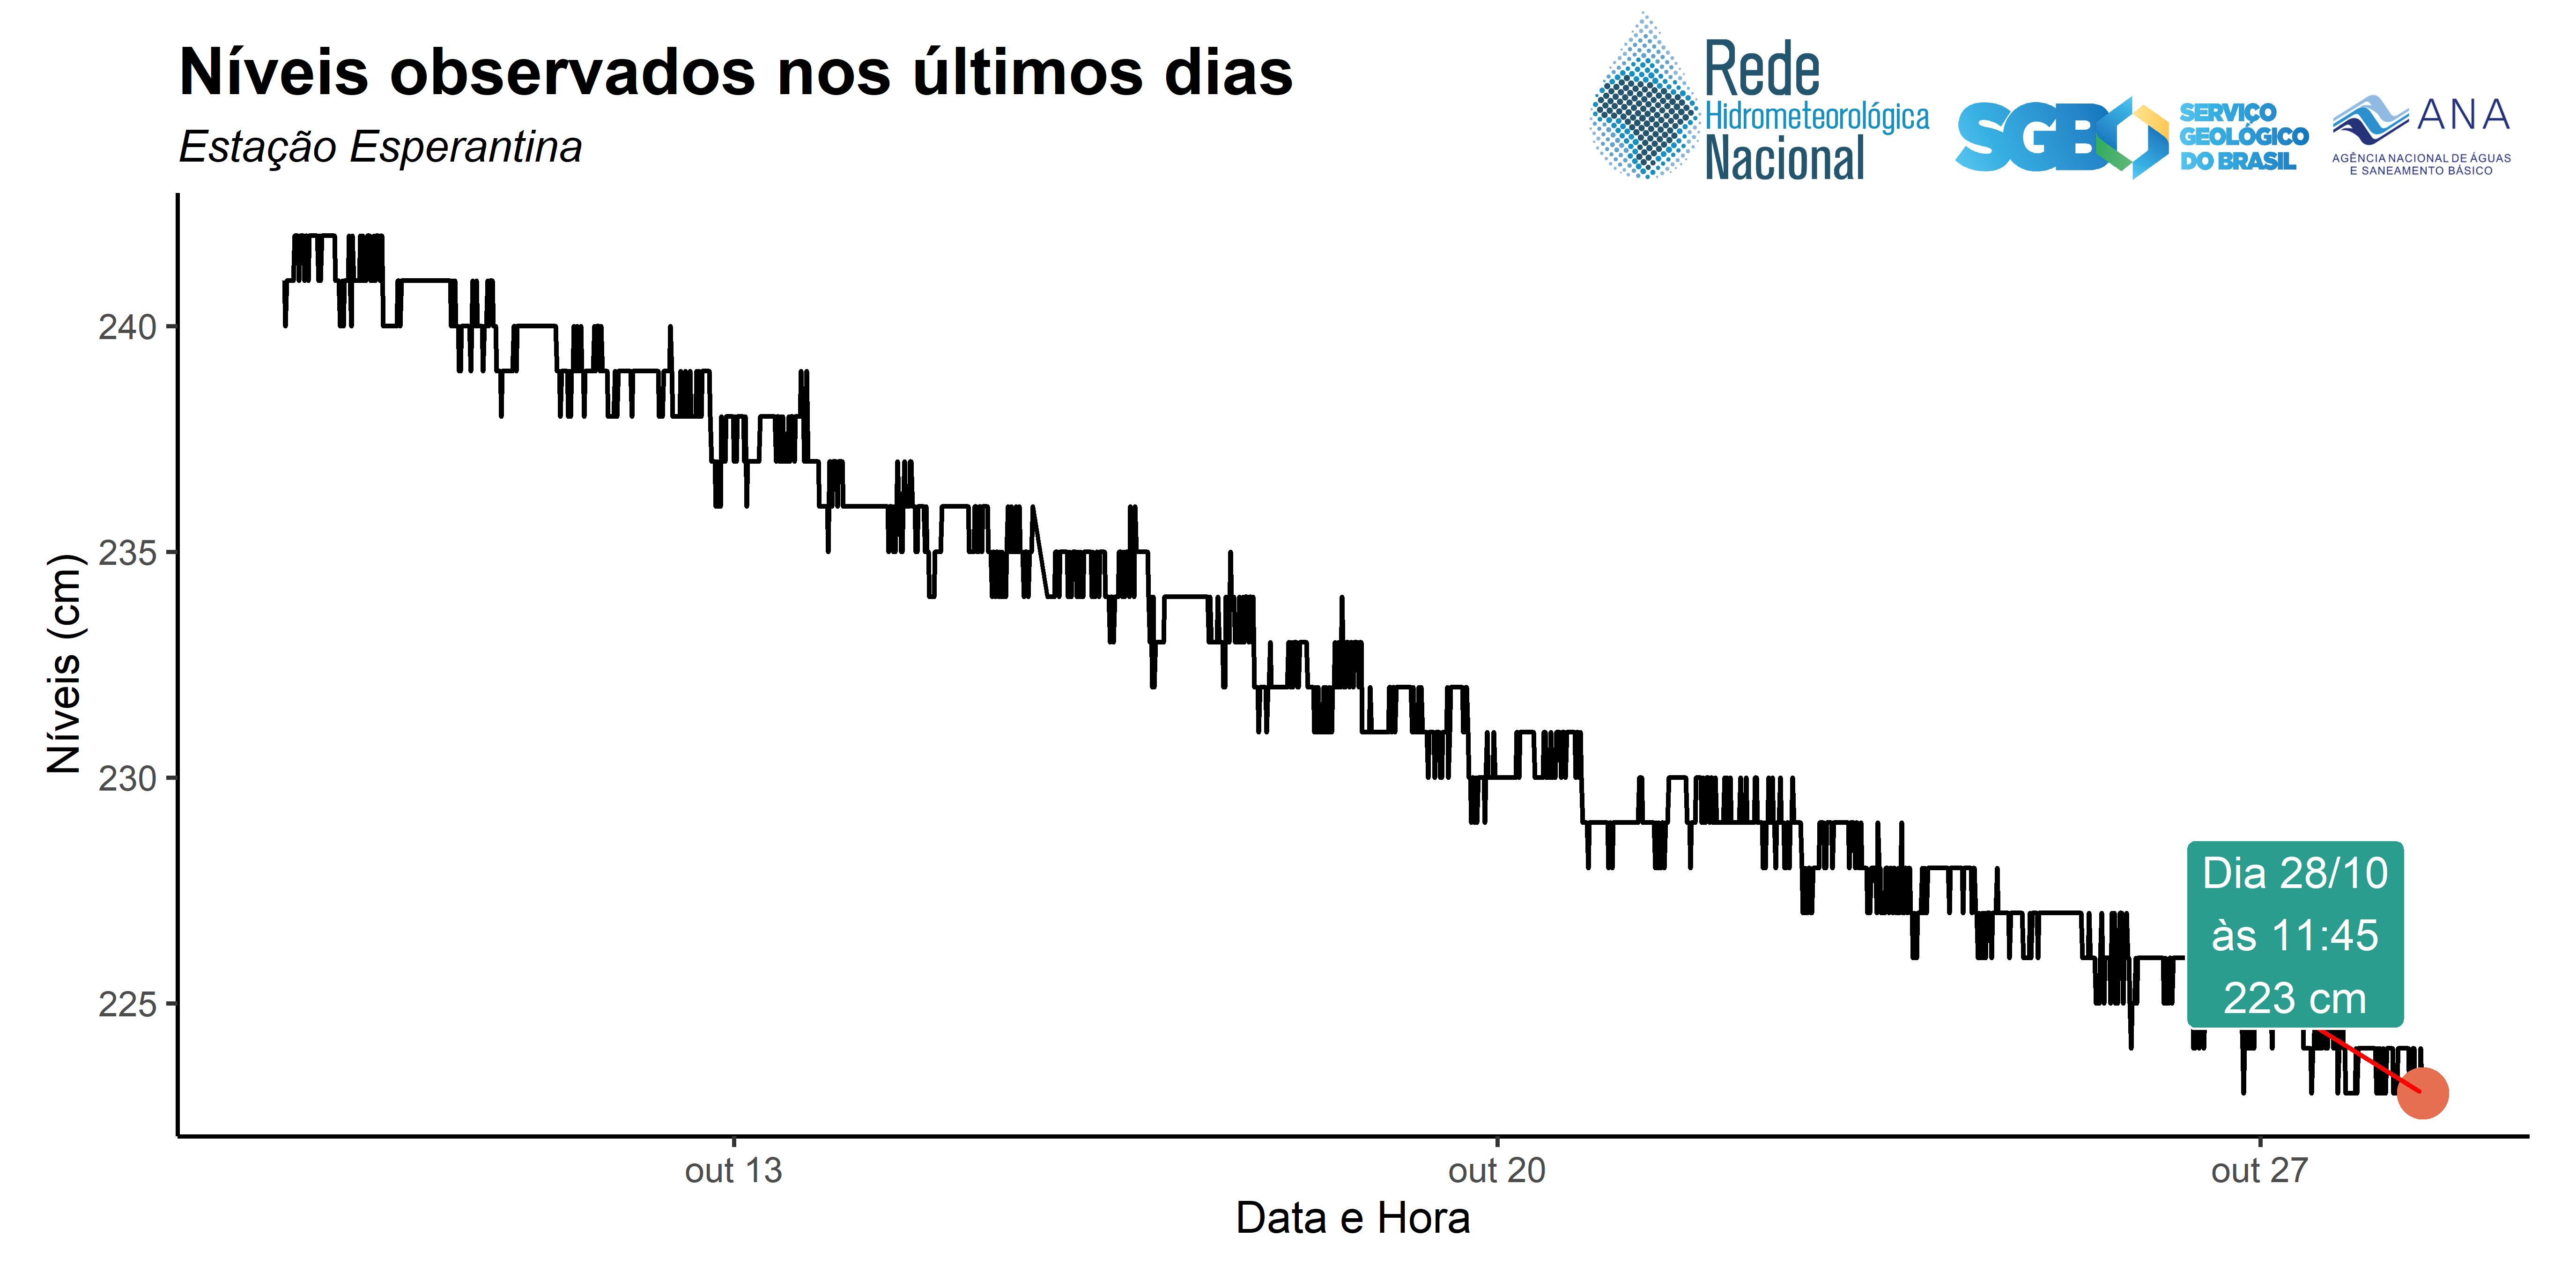 Níveis observados nos últimos dias
Estação Esperantina
Rede
Hidrometeorológica
Nacional
SGB
SERVIÇO
GEOLÓGICO
DO BRASIL
ANA
AGÊNCIA NACIONAL DE ÁGUAS
E SANEAMENTO BÁSICO
Níveis (cm)
240
235
230
225
Dia 28/10
às 11:45
223 cm
out 13
out 20
out 27
Data e Hora